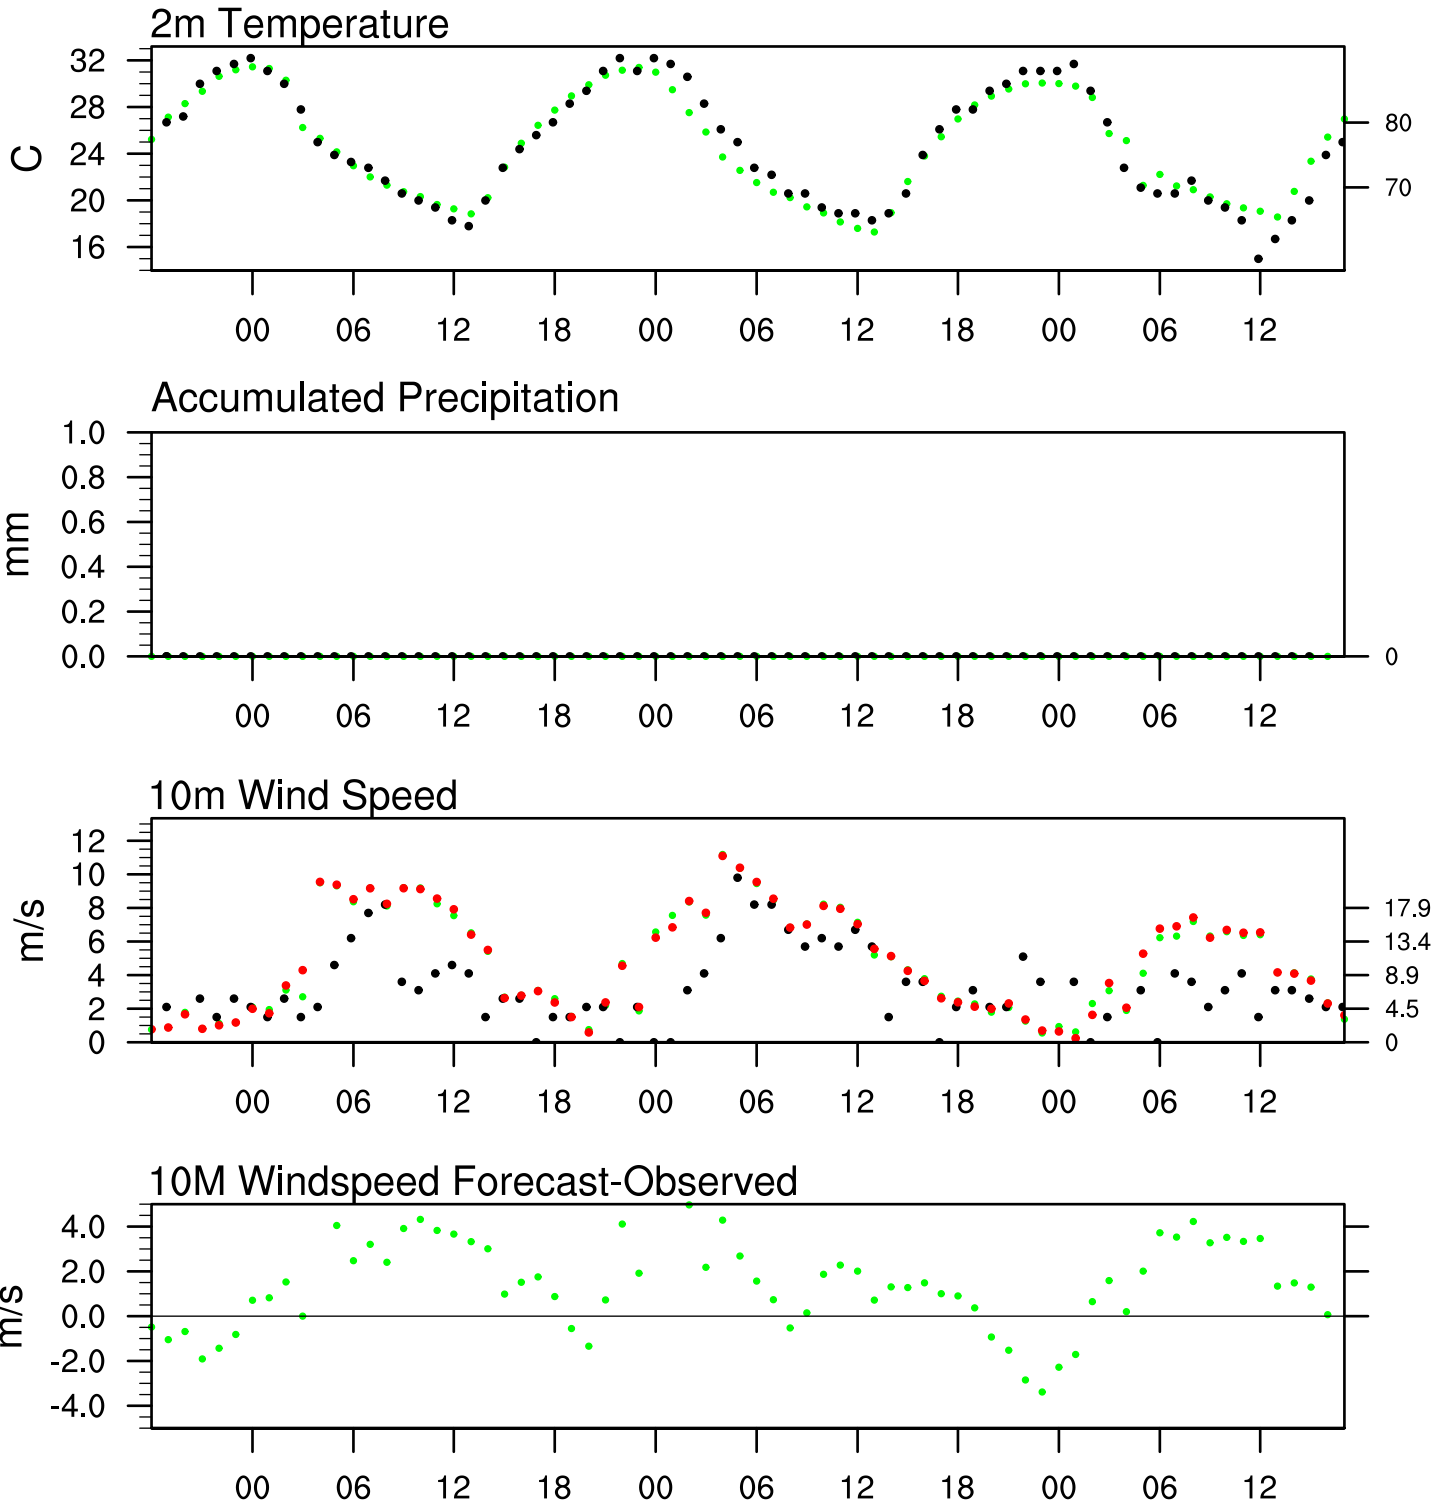 2m Temperature
32
28
24
20
16
C
80
70
00 06 12 18 00 06 12 18 00 06 12
Accumulated Precipitation
1.0
0.8
0.6
0.4
0.2
0.0
mm
0
00 06 12 18 00 06 12 18 00 06 12
10m Wind Speed
12
10
8
6
4
2
0
m/s
17.9
13.4
8.9
4.5
0
00 06 12 18 00 06 12 18 00 06 12
10M Windspeed Forecast-Observed
4.0
2.0
0.0
-2.0
-4.0
m/s
00 06 12 18 00 06 12 18 00 06 12